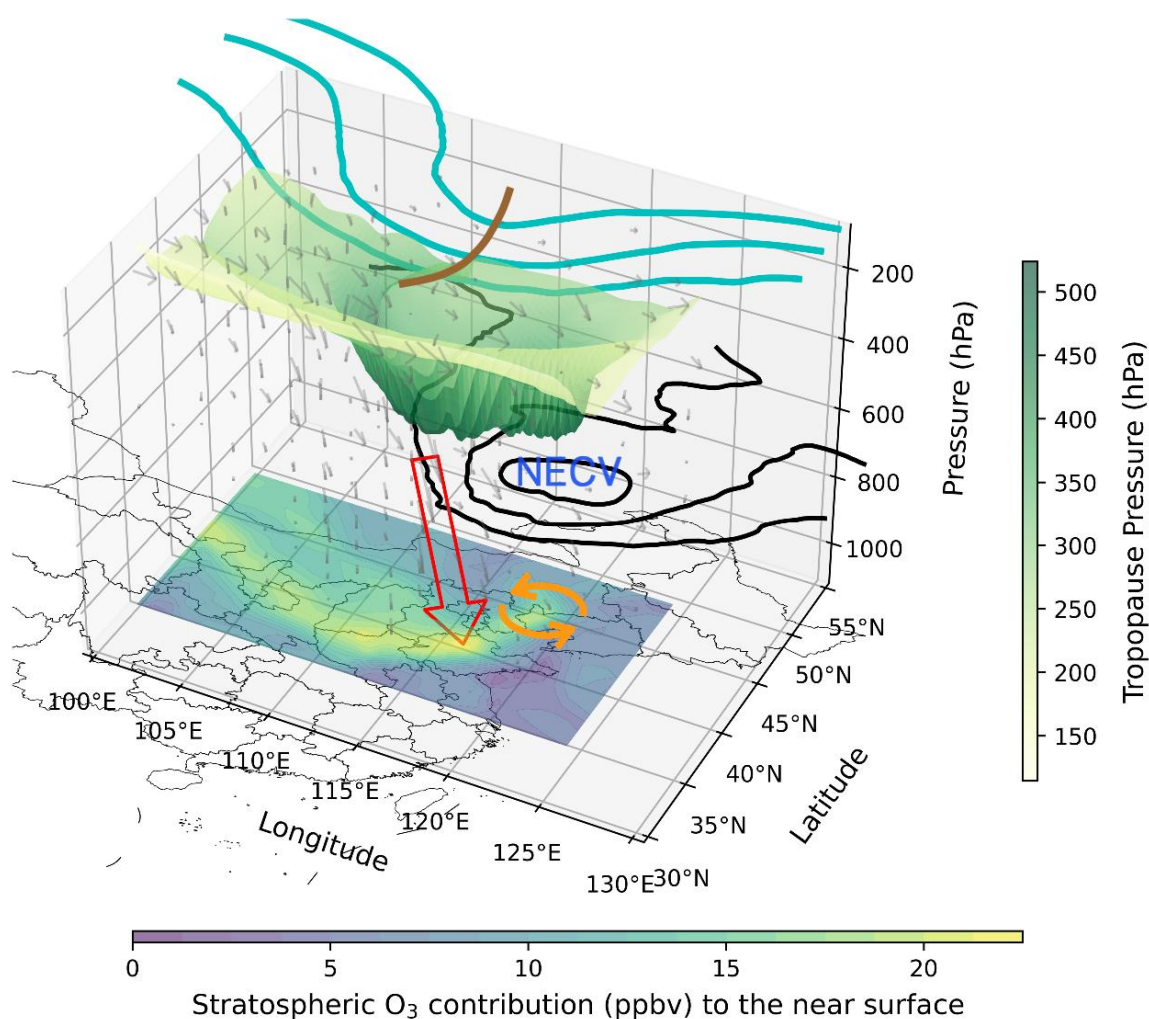 NECV
200
400
600
800
1000
Pressure (hPa)
500
450
400
350
300
250
200
150
Tropopause Pressure (hPa)
55°N
50°N
45°N
40°N
35°N
30°N
Latitude
100°E
105°E
110°E
115°E
120°E
125°E
130°E
Longitude
0 5 10 15 20
Stratospheric O₃ contribution (ppbv) to the near surface